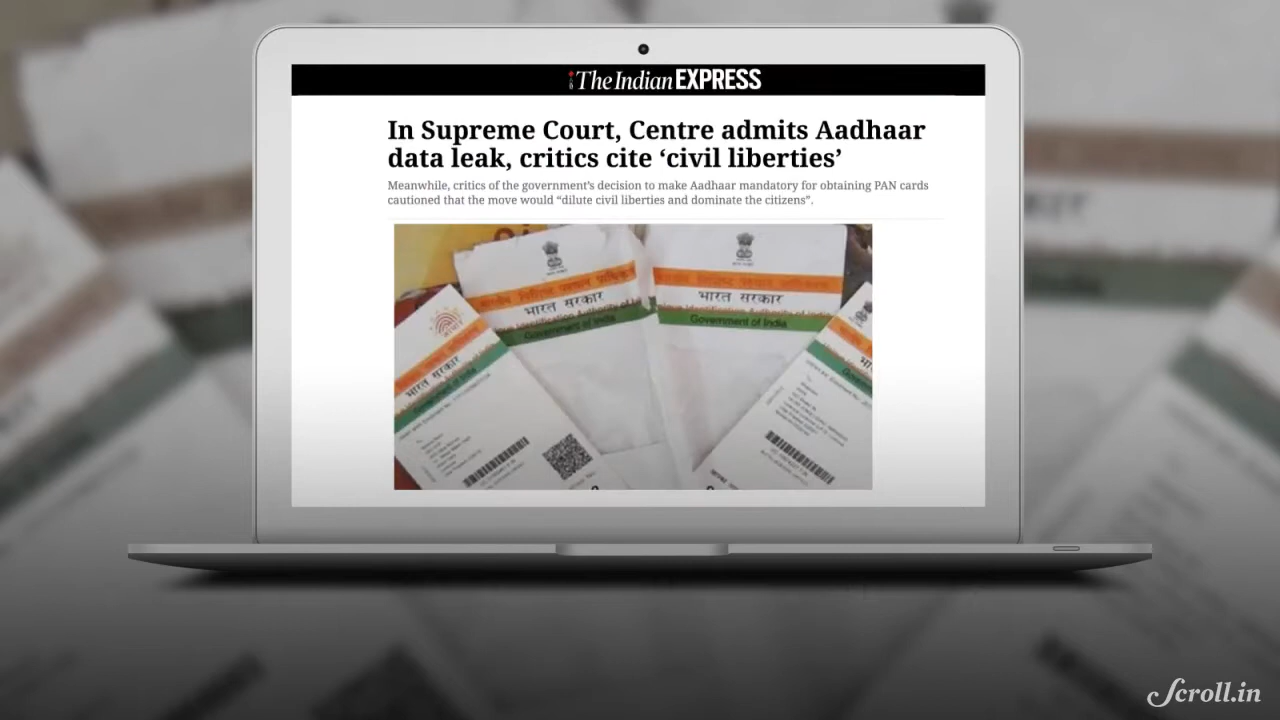 The Indian EXPRESS
In Supreme Court, Centre admits Aadhaar
data leak, critics cite ‘civil liberties’
Meanwhile, critics of the government’s decision to make Aadhaar mandatory for obtaining PAN cards
cautioned that the move would “dilute civil liberties and dominate the citizens”.
भारत सरकार
Government of India
भारत सरकार
Government of India
भारत सरकार
Scroll.in